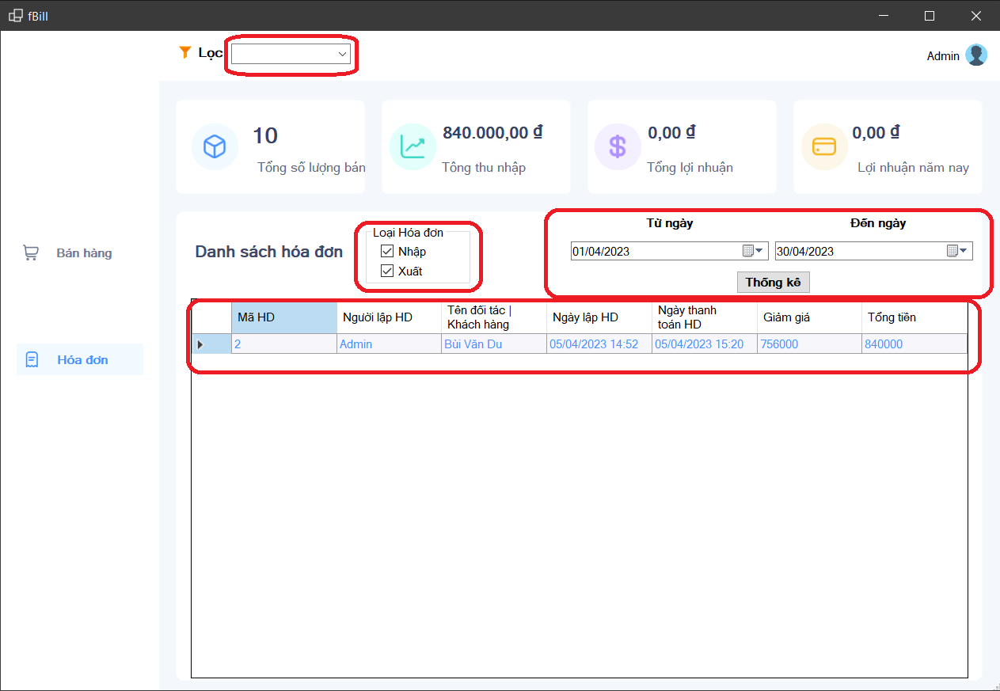 fBill
Lọc
Admin
10
Tổng số lượng bán
840.000,00 ₫
Tông thu nhập
0,00 ₫
Tổng lợi nhuận
0,00 ₫
Lợi nhuận năm nay
Bán hàng
Hóa đơn
Danh sách hóa đơn
Loại Hóa đơn
Nhập
Xuất
Từ ngày
Đến ngày
01/04/2023
30/04/2023
Thống kê
Mã HD
Người lập HD
Tên đối tác |
Khách hàng
Ngày lập HD
Ngày thanh
toán HD
Giảm giá
Tổng tiền
2
Admin
Bùi Văn Du
05/04/2023 14:52
05/04/2023 15:20
756000
840000